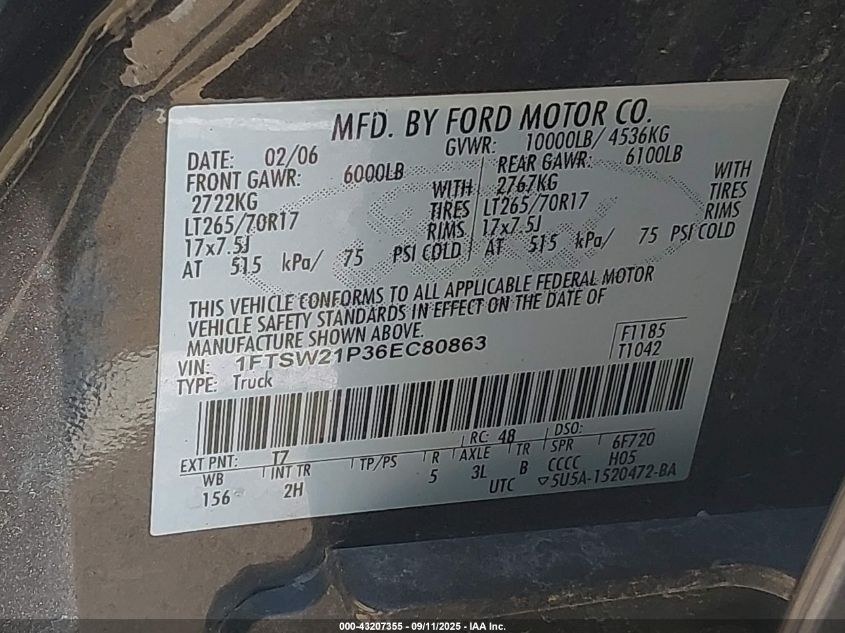 MFD. BY FORD MOTOR CO.
DATE: 02/06 GVWR: 10000LB/ 4536KG
FRONT GAWR: 6000LB REAR GAWR: 6100LB
2722KG WITH 2767KG WITH
LT265/70R17 TIRES LT265/70R17 TIRES
17x7.5J RIMS 17x7.5J RIMS
AT 515 kPa/ 75 PSI COLD AT 515 kPa/ 75 PSI COLD
THIS VEHICLE CONFORMS TO ALL APPLICABLE FEDERAL MOTOR
VEHICLE SAFETY STANDARDS IN EFFECT ON THE DATE OF
MANUFACTURE SHOWN ABOVE.
VIN: 1FTSW21P36EC80863 F1185
TYPE: Truck T1042
EXT PNT: T7 RC: 48 DSO:
WB INT TR TP/PS R AXLE TR SPR 6F720
156 2H 5 3L B CCCC H05
UTC ▽5U5A-1520472-BA
000-43207355 - 09/11/2025 - IAA Inc.